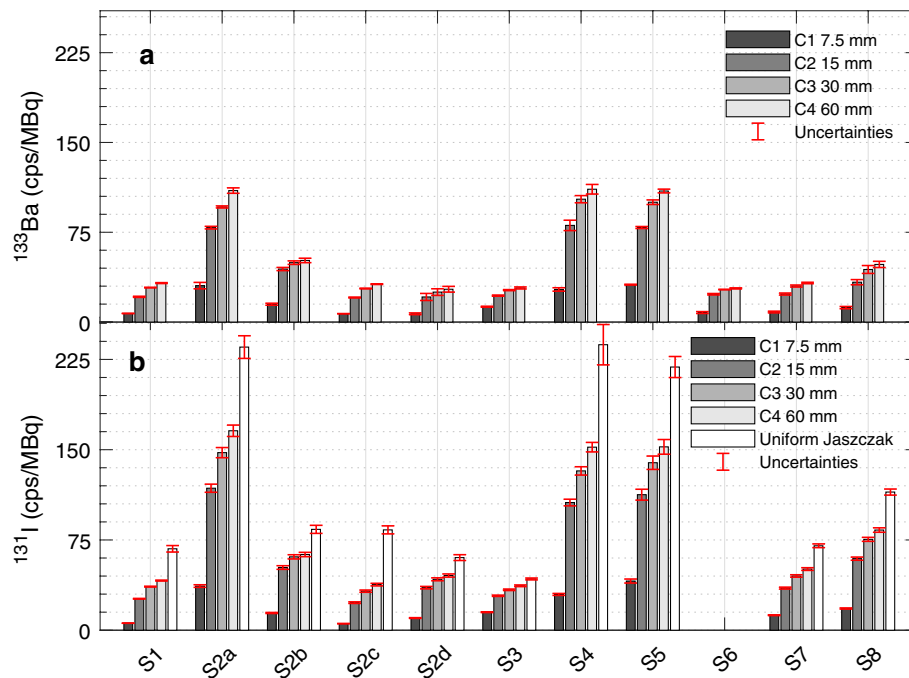 a
225
150
75
0
¹³³Ba (cps/MBq)
C1 7.5 mm
C2 15 mm
C3 30 mm
C4 60 mm
Uncertainties
b
225
150
75
0
¹³¹I (cps/MBq)
C1 7.5 mm
C2 15 mm
C3 30 mm
C4 60 mm
Uniform Jaszczak
Uncertainties
S1 S2a S2b S2c S2d S3 S4 S5 S6 S7 S8